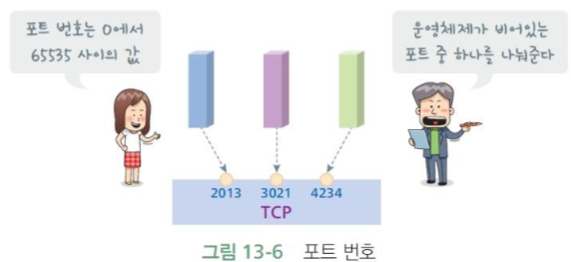 포트 번호는 0에서
65535 사이의 값
운영체제가 비어있는
포트 중 하나를 나눠준다
2013 3021 4234
TCP
그림 13-6 포트 번호